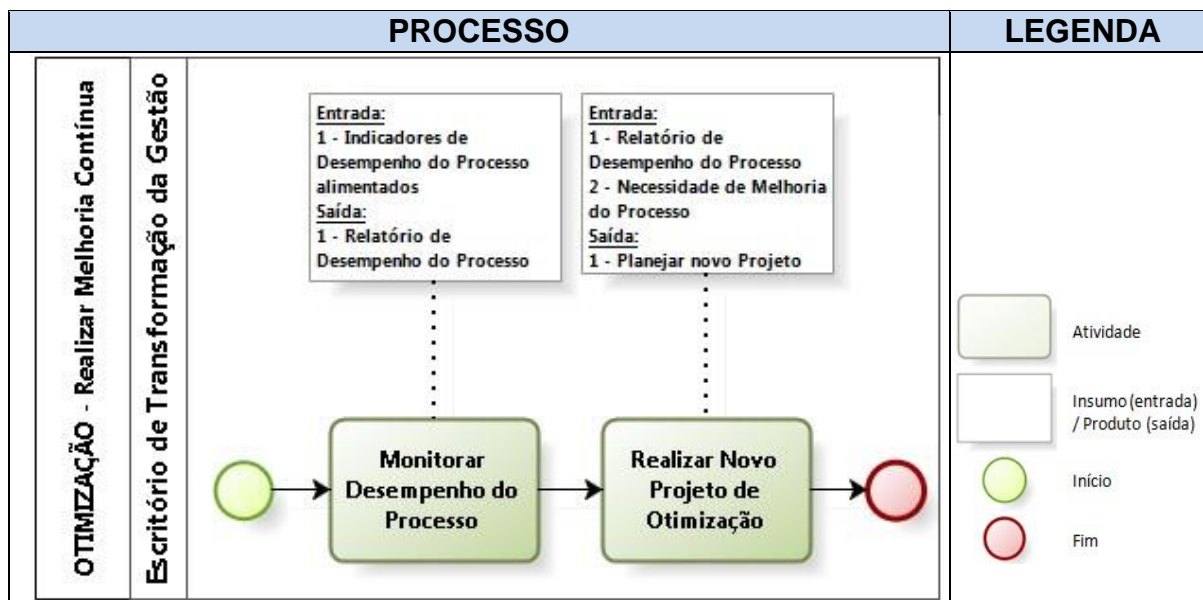 PROCESSO
LEGENDA
OTIMIZAÇÃO - Realizar Melhoria Contínua
Escritório de Transformação da Gestão
Entrada:
1 - Indicadores de
Desempenho do Processo
alimentados
Saída:
1 - Relatório de
Desempenho do Processo
Entrada:
1 - Relatório de
Desempenho do Processo
2 - Necessidade de Melhoria
do Processo
Saída:
1 - Planejar novo Projeto
Monitorar
Desempenho do
Processo
Realizar Novo
Projeto de
Otimização
Atividade
Insumo (entrada)
/ Produto (saída)
Início
Fim